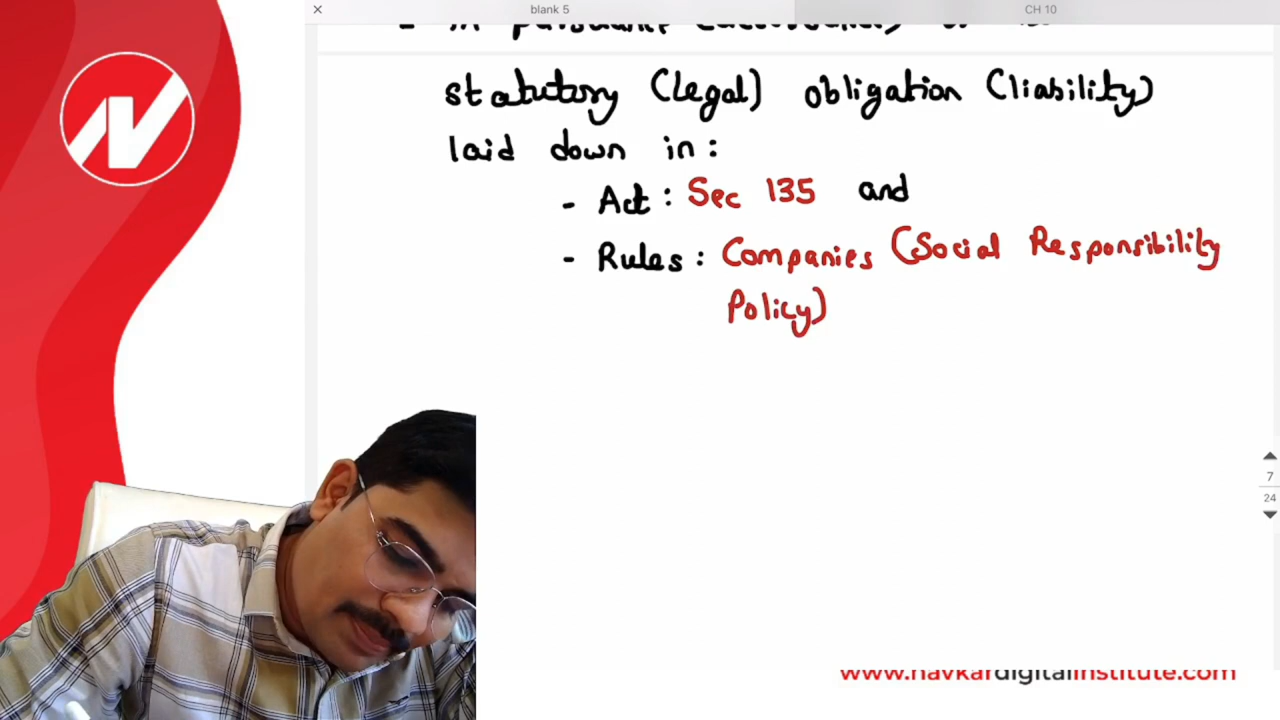 blank 5
CH 10
statutory (legal) obligation (liability)
laid down in :
- Act : Sec 135 and
- Rules : Companies (Social Responsibility
Policy)
7
24
www.navkardigitalinstitute.com